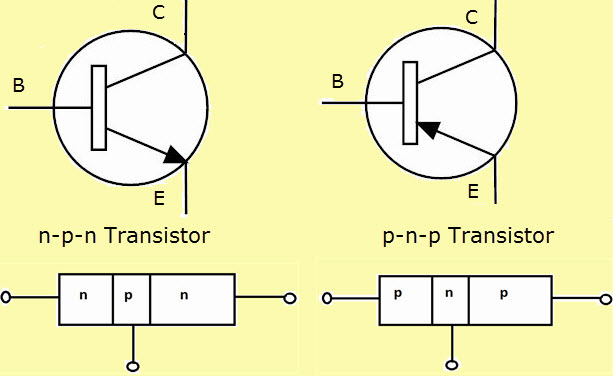 C
C
B
B
E
E
n-p-n Transistor
p-n-p Transistor
n p n
p n p